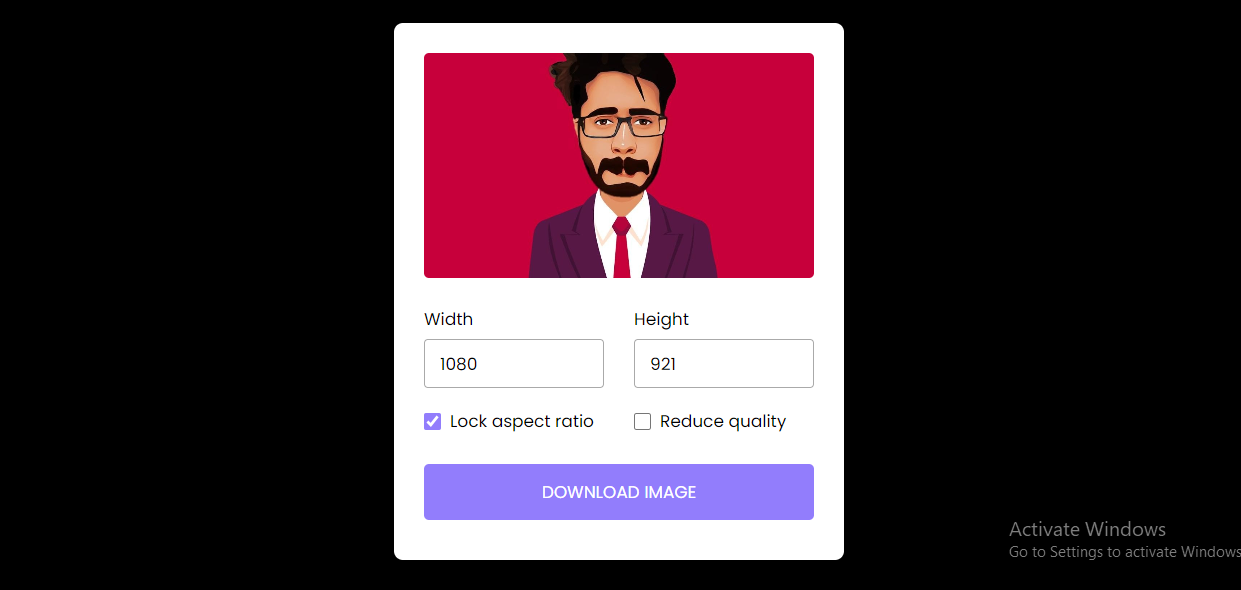 Width
Height
1080
921
Lock aspect ratio
Reduce quality
DOWNLOAD IMAGE
Activate Windows
Go to Settings to activate Windows